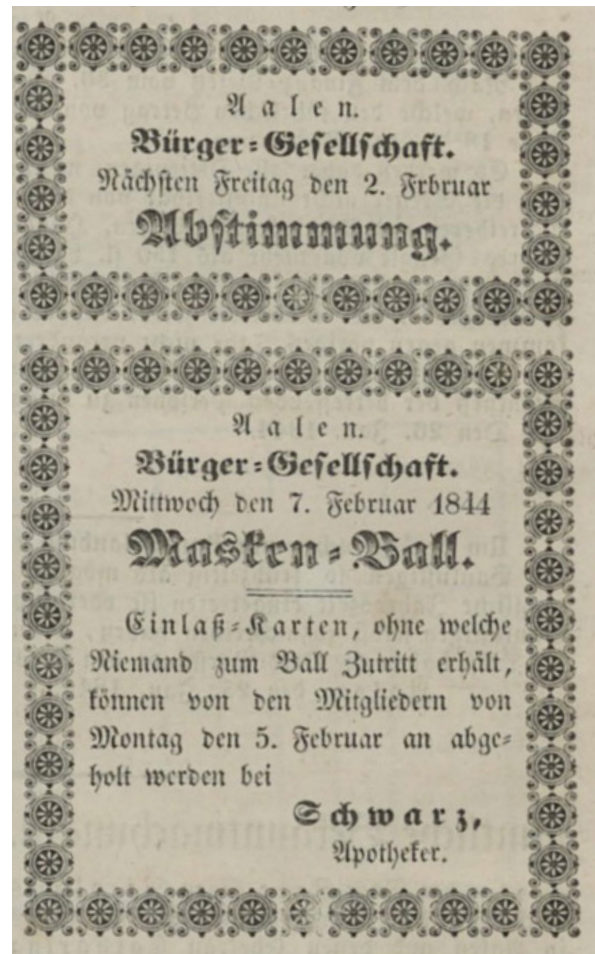 Aalen.
Bürger-Gesellschaft.
Nächsten Freitag den 2. Frbruar
Abstimmung.
Aalen.
Bürger-Gesellschaft.
Mittwoch den 7. Februar 1844
Masken-Ball.
Einlaß-Karten, ohne welche
Niemand zum Ball Zutritt erhält,
können von den Mitgliedern von
Montag den 5. Februar an abge-
holt werden bei
Schwarz,
Apotheker.